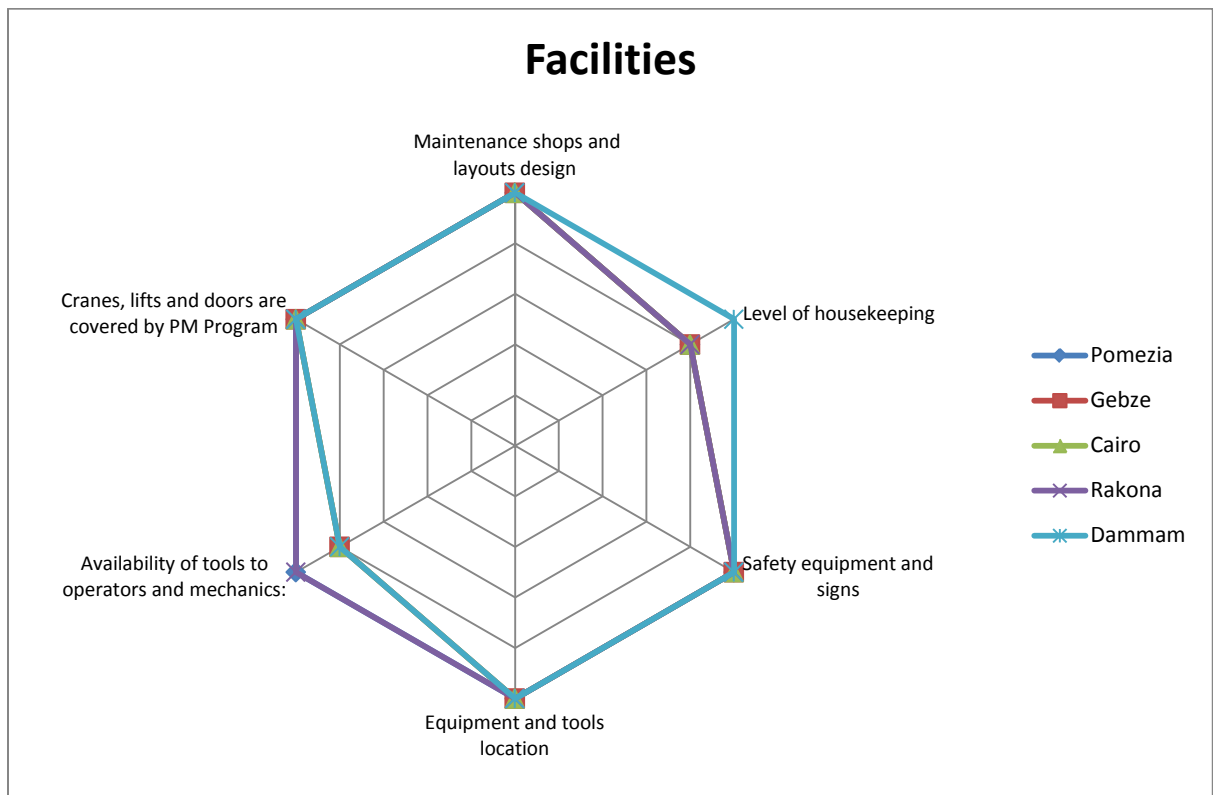 Facilities
Maintenance shops and
layouts design
Level of housekeeping
Safety equipment and
signs
Equipment and tools
location
Availability of tools to
operators and mechanics:
Cranes, lifts and doors are
covered by PM Program
Pomezia
Gebze
Cairo
Rakona
Dammam